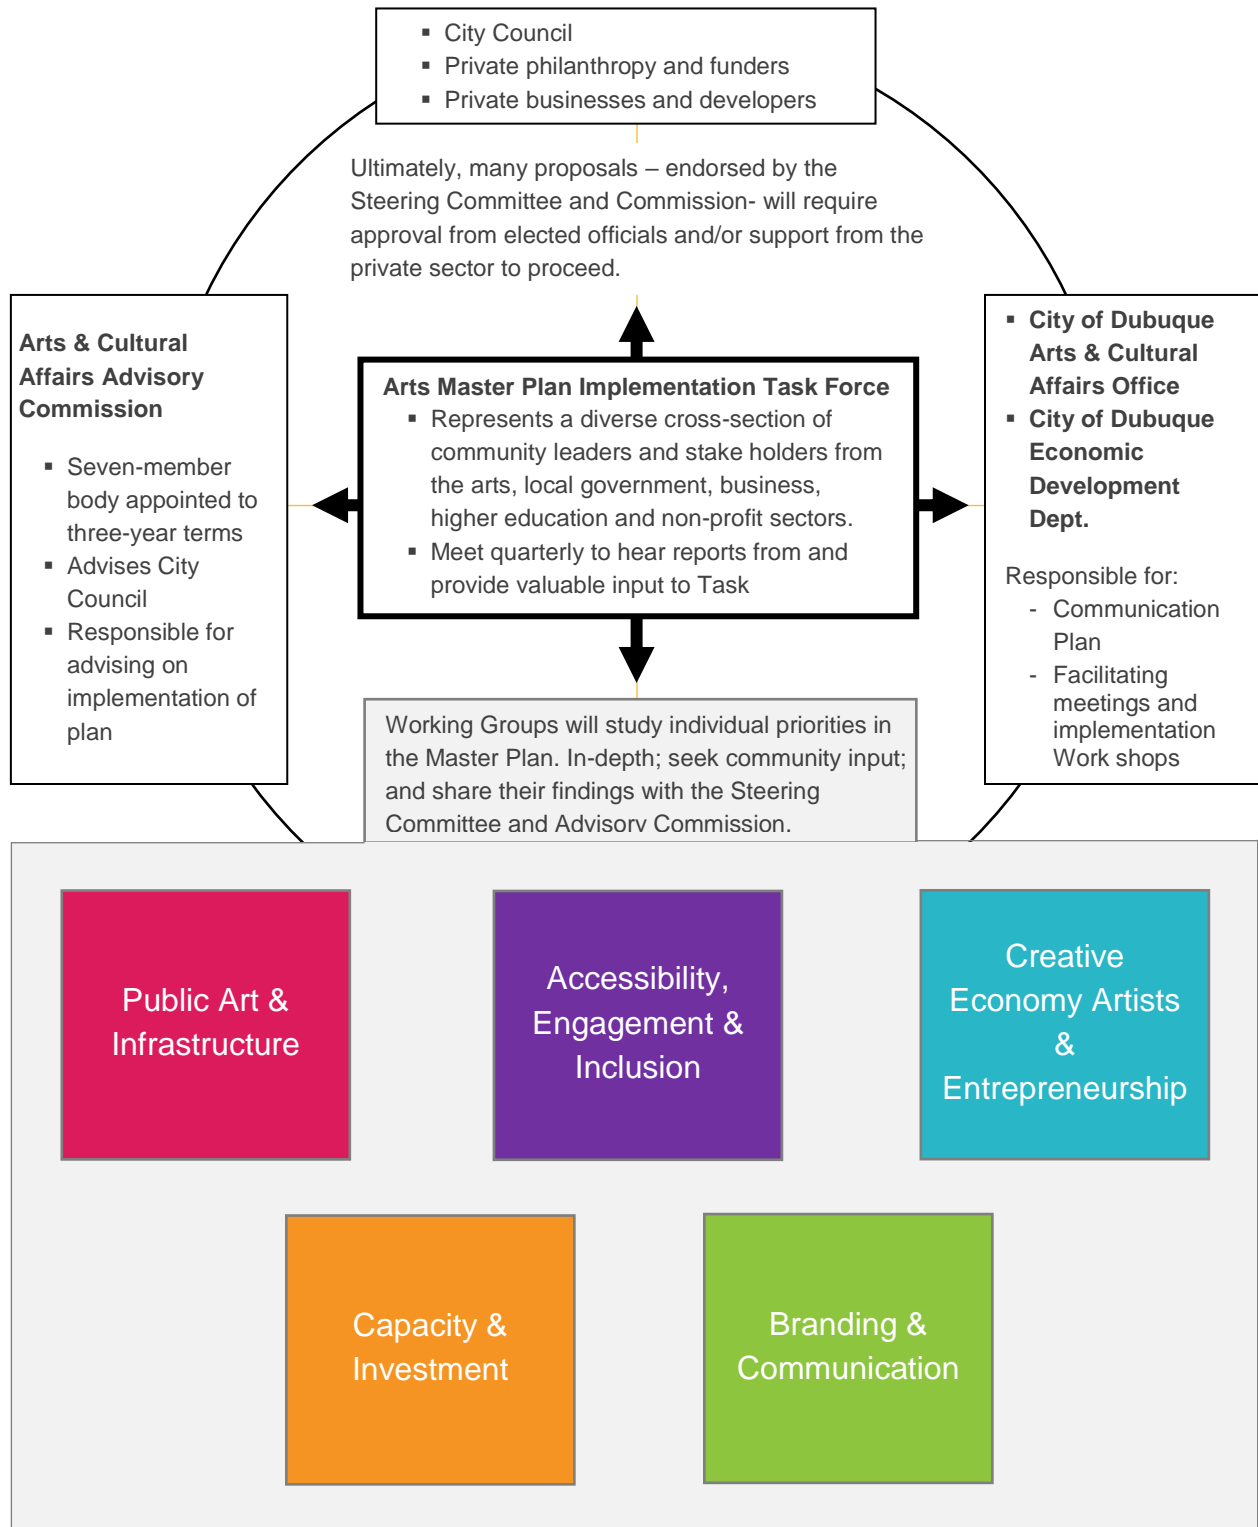 ▪ City Council
▪ Private philanthropy and funders
▪ Private businesses and developers
Ultimately, many proposals – endorsed by the
Steering Committee and Commission- will require
approval from elected officials and/or support from the
private sector to proceed.
Arts & Cultural
Affairs Advisory
Commission
▪ Seven-member
body appointed to
three-year terms
▪ Advises City
Council
▪ Responsible for
advising on
implementation of
plan
Arts Master Plan Implementation Task Force
▪ Represents a diverse cross-section of
community leaders and stake holders from
the arts, local government, business,
higher education and non-profit sectors.
▪ Meet quarterly to hear reports from and
provide valuable input to Task
▪ City of Dubuque
Arts & Cultural
Affairs Office
▪ City of Dubuque
Economic
Development
Dept.
Responsible for:
- Communication
Plan
- Facilitating
meetings and
implementation
Work shops
Working Groups will study individual priorities in
the Master Plan. In-depth; seek community input;
and share their findings with the Steering
Committee and Advisory Commission.
Public Art &
Infrastructure
Accessibility,
Engagement &
Inclusion
Creative
Economy Artists
&
Entrepreneurship
Capacity &
Investment
Branding &
Communication